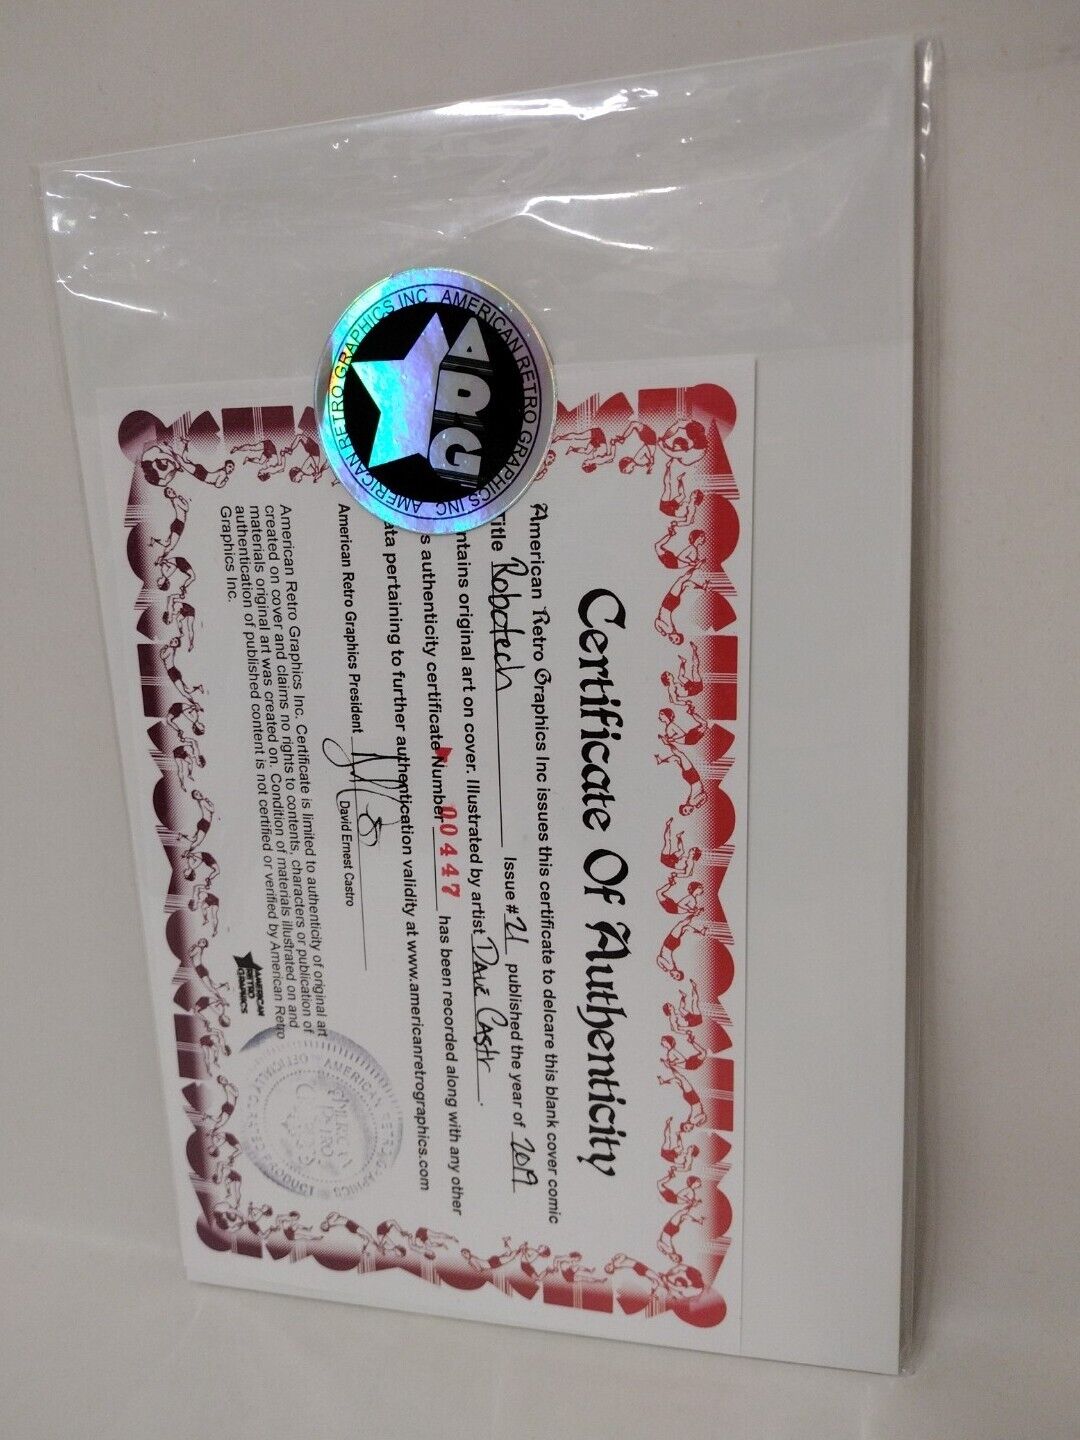 Certificate Of Authenticity
American Retro Graphics Inc issues this certificate to delcare this blank cover comic
itle Robotech Issue # 21 published the year of 2019
ntains original art on cover. Illustrated by artist Dave Castr.
s authenticity certificate Number 00447 has been recorded along with any other
ata pertaining to further authentication validity at www.americanretrographics.com
American Retro Graphics President
David Ernest Castro
American Retro Graphics Inc. Certificate is limited to authenticity of original art
created on cover and claims no rights to contents, characters or publication of
materials original art was created on. Condition of materials illustrated on and
authentication of published content is not certified or verified by American Retro
Graphics Inc.
AMERICAN
RETRO
GRAPHICS
AMERICAN RETRO GRAPHICS INC AMERICAN RETRO GRAPHICS INC
ARG
AMERICAN RETRO GRAPHICS
PRODUCT